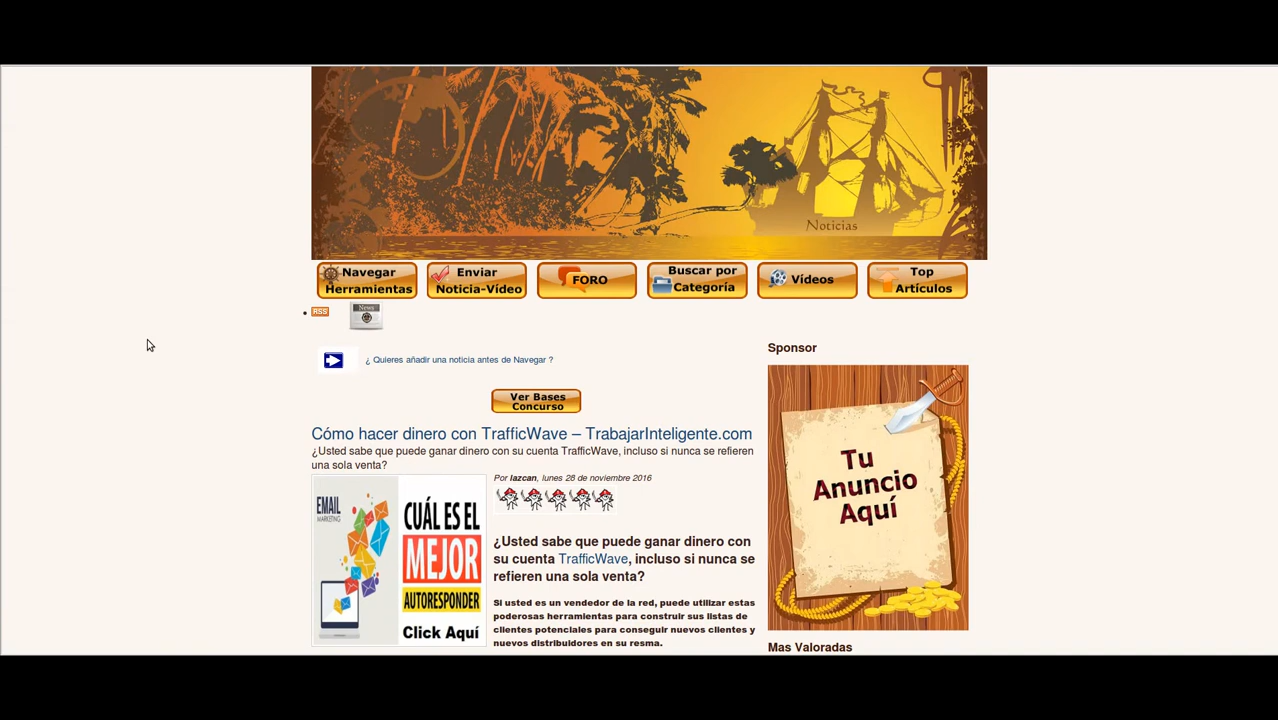 Noticias
Navegar
Herramientas
Enviar
Noticia-Vídeo
FORO
Buscar por
Categoría
Vídeos
Top
Artículos
RSS
News
¿ Quieres añadir una noticia antes de Navegar ?
Ver Bases
Concurso
Cómo hacer dinero con TrafficWave – TrabajarInteligente.com
¿Usted sabe que puede ganar dinero con su cuenta TrafficWave, incluso si nunca se refieren
una sola venta?
EMAIL
MARKETING
CUÁL ES EL
MEJOR
AUTORESPONDER
Click Aquí
Por lazcan, lunes 28 de noviembre 2016
¿Usted sabe que puede ganar dinero con
su cuenta TrafficWave, incluso si nunca se
refieren una sola venta?
Si usted es un vendedor de la red, puede utilizar estas
poderosas herramientas para construir sus listas de
clientes potenciales para conseguir nuevos clientes y
nuevos distribuidores en su resma.
Sponsor
Tu
Anuncio
Aquí
Mas Valoradas